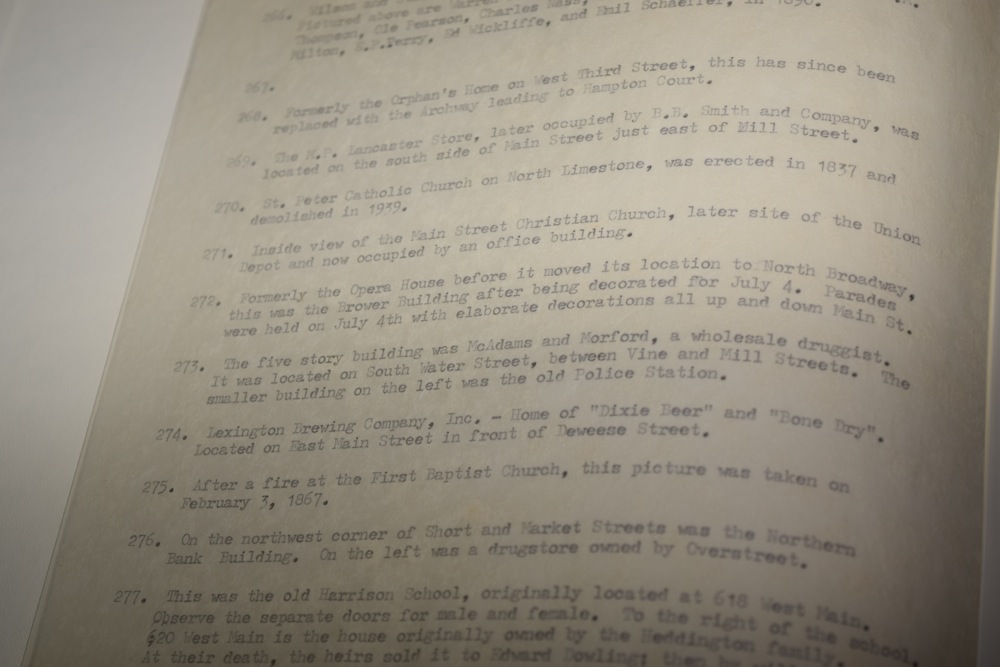 266. Wilson and
Pictured above are Warren
Thompson, Ole Pearson, Charles
Milton, E.P.Terry, Ed Wickliffe, and Emil Schaeffer, in 1890.
267.
268. Formerly the Orphan's Home on West Third Street, this has since been
replaced with the Archway leading to Hampton Court.
269. The M.P. Lancaster Store, later occupied by B.B. Smith and Company, was
located on the south side of Main Street just east of Mill Street.
270. St. Peter Catholic Church on North Limestone, was erected in 1837 and
demolished in 1939.
271. Inside view of the Main Street Christian Church, later site of the Union
Depot and now occupied by an office building.
272. Formerly the Opera House before it moved its location to North Broadway,
this was the Brower Building after being decorated for July 4. Parades
were held on July 4th with elaborate decorations all up and down Main St.
273. The five story building was McAdams and Morford, a wholesale druggist.
It was located on South Water Street, between Vine and Mill Streets. The
smaller building on the left was the old Police Station.
274. Lexington Brewing Company, Inc. - Home of "Dixie Beer" and "Bone Dry".
Located on East Main Street in front of Deweese Street.
275. After a fire at the First Baptist Church, this picture was taken on
February 3, 1867.
276. On the northwest corner of Short and Market Streets was the Northern
Bank Building. On the left was a drugstore owned by Overstreet.
277. This was the old Harrison School, originally located at 618 West Main.
Observe the separate doors for male and female. To the right of the school,
620 West Main is the house originally owned by the Heddington family.
At their death, the heirs sold it to Edward Dowling; then